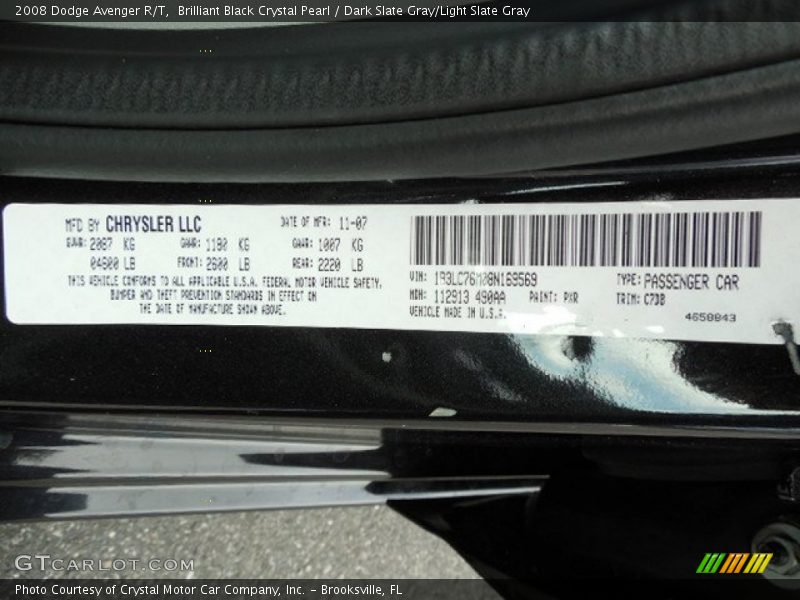 2008 Dodge Avenger R/T,  Brilliant Black Crystal Pearl / Dark Slate Gray/Light Slate Gray
MFD BY CHRYSLER LLC DATE OF MFR: 11-07
GVWR: 2087 KG GAWR: 1180 KG GAWR: 1007 KG
04600 LB FRONT: 2600 LB REAR: 2220 LB
THIS VEHICLE CONFORMS TO ALL APPLICABLE U.S.A. FEDERAL MOTOR VEHICLE SAFETY,
BUMPER AND THEFT PREVENTION STANDARDS IN EFFECT ON
THE DATE OF MANUFACTURE SHOWN ABOVE.
VIN: 1B3LC76M08N169569 TYPE: PASSENGER CAR
MDH: 112913 490AA PAINT: PXR TRIM: C7DB
VEHICLE MADE IN U.S.A. 4658843
GTCARLOT.COM
Photo Courtesy of Crystal Motor Car Company, Inc. – Brooksville, FL